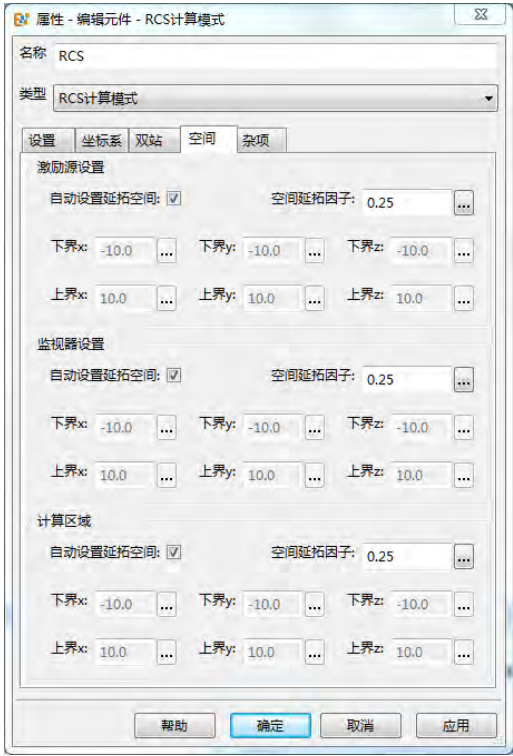 属性 - 编辑元件 - RCS计算模式
名称 RCS
类型 RCS计算模式
设置 坐标系 双站 空间 杂项
激励源设置
自动设置延拓空间: 空间延拓因子: 0.25 ...
下界x: -10.0 ... 下界y: -10.0 ... 下界z: -10.0 ...
上界x: 10.0 ... 上界y: 10.0 ... 上界z: 10.0 ...
监视器设置
自动设置延拓空间: 空间延拓因子: 0.25 ...
下界x: -10.0 ... 下界y: -10.0 ... 下界z: -10.0 ...
上界x: 10.0 ... 上界y: 10.0 ... 上界z: 10.0 ...
计算区域
自动设置延拓空间: 空间延拓因子: 0.25 ...
下界x: -10.0 ... 下界y: -10.0 ... 下界z: -10.0 ...
上界x: 10.0 ... 上界y: 10.0 ... 上界z: 10.0 ...
帮助 确定 取消 应用